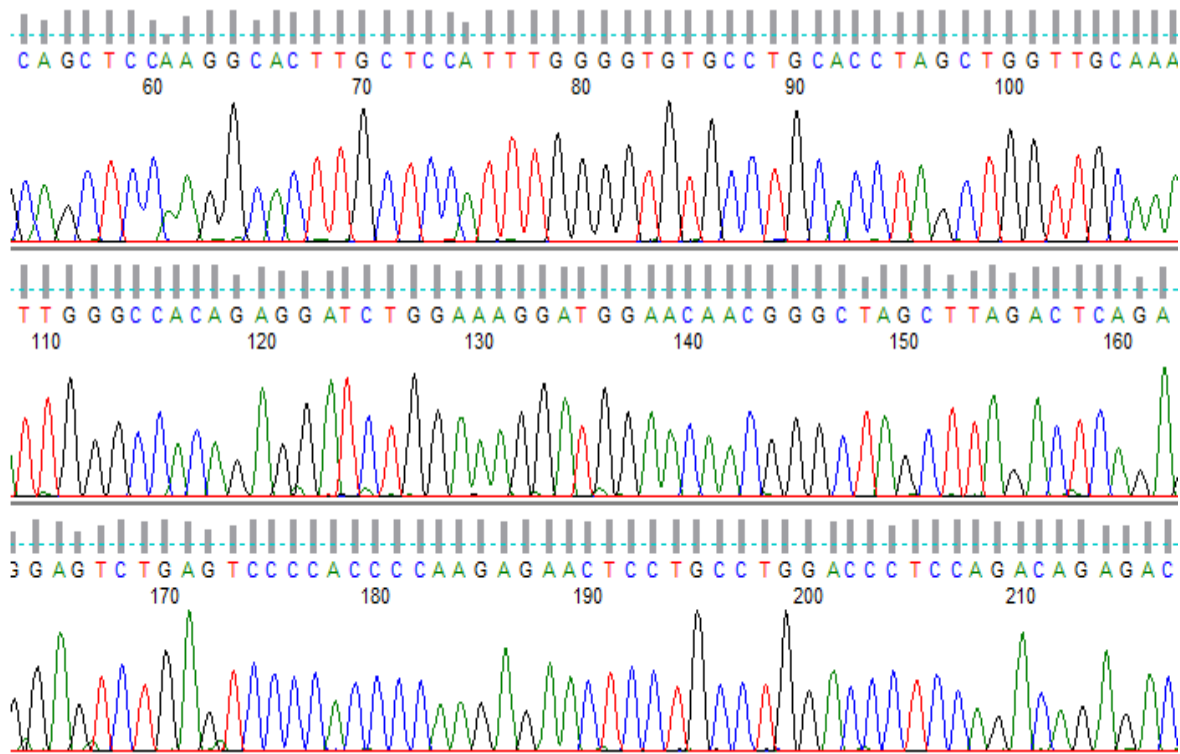 CAGCTCCAAGGCACTTGCTCCATTTGGGGTGTGCCTGCACCTAGCTGGTTGCAAA
60 70 80 90 100
TTGGGCCACAGAGGATCTGGAAAGGATGGAACAACGGGCTAGCTTAGACTCAGA
110 120 130 140 150 160
GGAGTCTGAGTCCCCACCCCAAGAGAACTCCTGCCTGGACCCTCCAGACAGAGAC
170 180 190 200 210